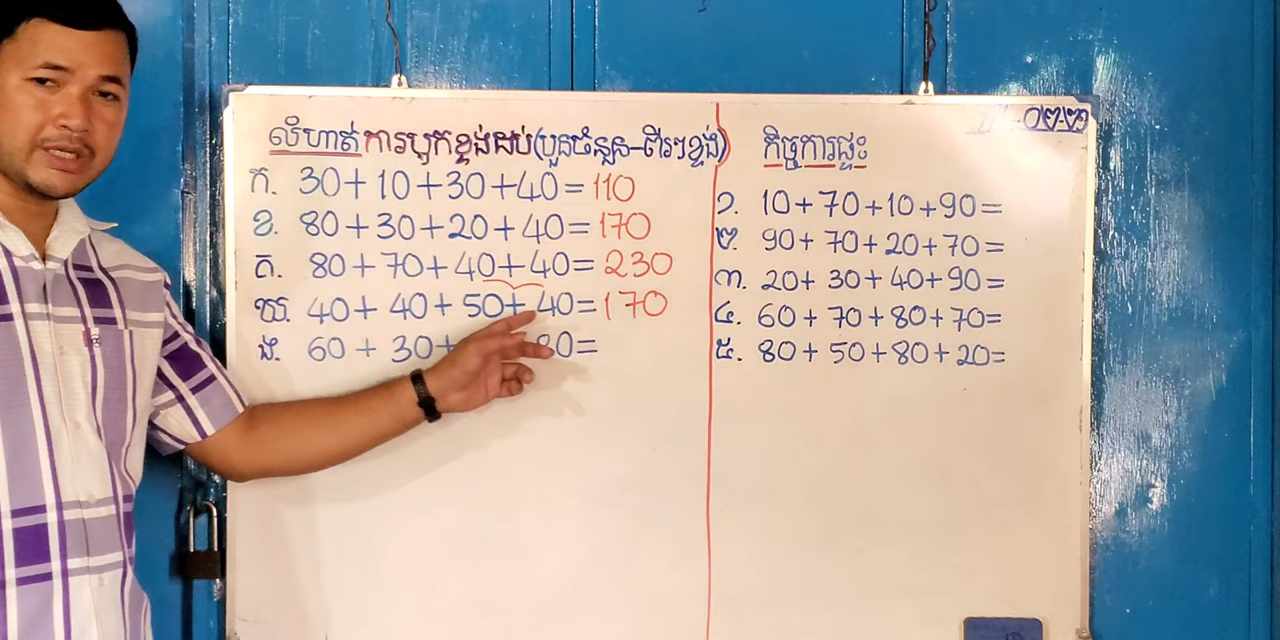 លំហាត់ការបូកខ្ទង់ដប់(បួនចំនួន-ពីរៗខ្ទង់)
ក. 30+10+30+40=110
ខ. 80+30+20+40=170
គ. 80+70+40+40=230
ឃ. 40+40+50+40=170
ង. 60+30+ 80=
កិច្ចការផ្ទះ
១. 10+70+10+90=
២. 90+70+20+70=
៣. 20+30+40+90=
៤. 60+70+80+70=
៥. 80+50+80+20=